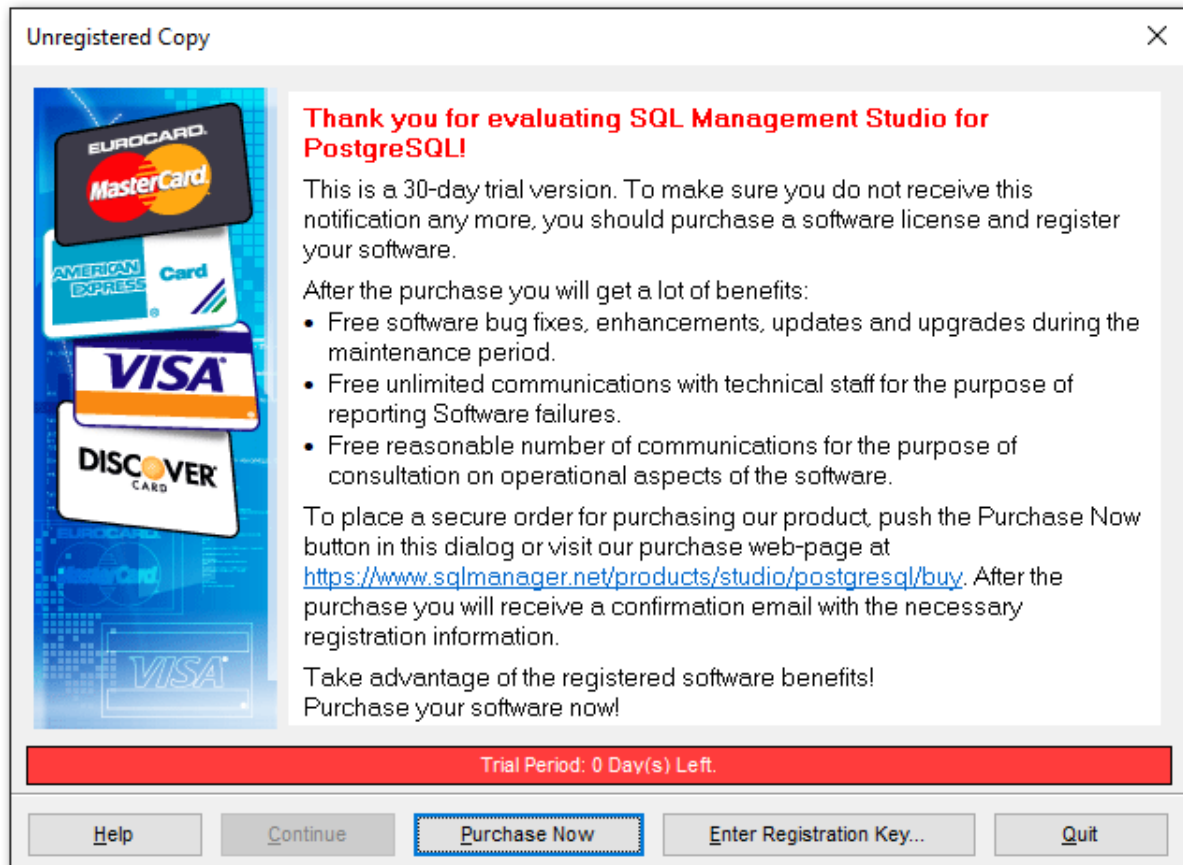 Unregistered Copy
EUROCARD.
MasterCard
AMERICAN EXPRESS
Card
VISA
DISCOVER
CARD
EUROCARD.
MasterCard
VISA
Thank you for evaluating SQL Management Studio for
PostgreSQL!
This is a 30-day trial version. To make sure you do not receive this
notification any more, you should purchase a software license and register
your software.
After the purchase you will get a lot of benefits:
• Free software bug fixes, enhancements, updates and upgrades during the
maintenance period.
• Free unlimited communications with technical staff for the purpose of
reporting Software failures.
• Free reasonable number of communications for the purpose of
consultation on operational aspects of the software.
To place a secure order for purchasing our product, push the Purchase Now
button in this dialog or visit our purchase web-page at
https://www.sqlmanager.net/products/studio/postgresql/buy. After the
purchase you will receive a confirmation email with the necessary
registration information.
Take advantage of the registered software benefits!
Purchase your software now!
Trial Period: 0 Day(s) Left.
Help
Continue
Purchase Now
Enter Registration Key...
Quit